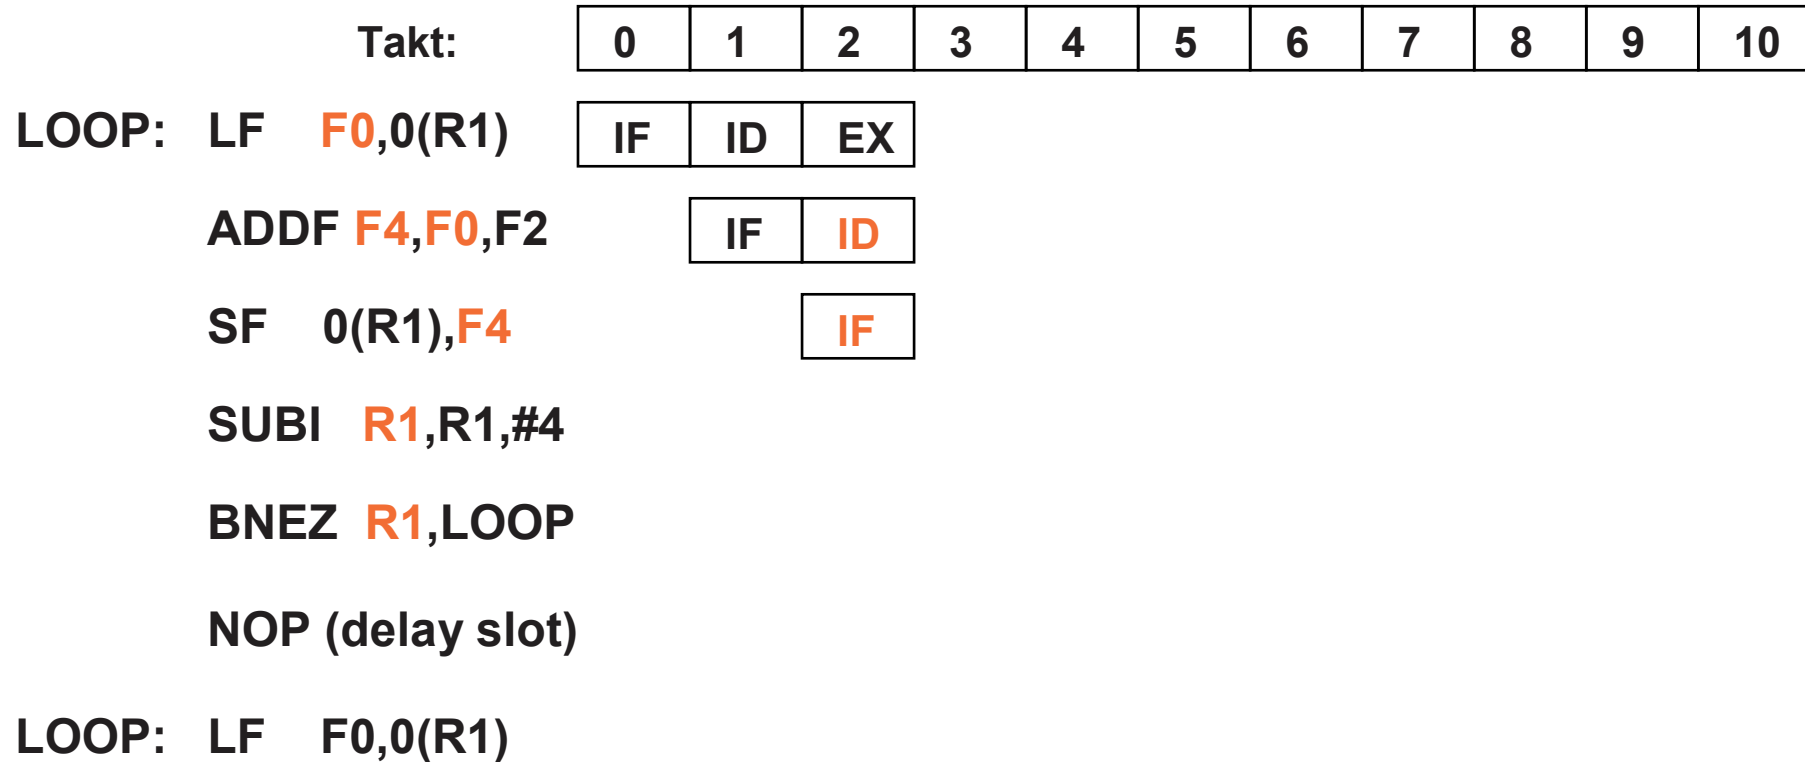 Takt: 0 1 2 3 4 5 6 7 8 9 10
LOOP: LF F0,0(R1) IF ID EX
ADDF F4,F0,F2 IF ID
SF 0(R1),F4 IF
SUBI R1,R1,#4
BNEZ R1,LOOP
NOP (delay slot)
LOOP: LF F0,0(R1)